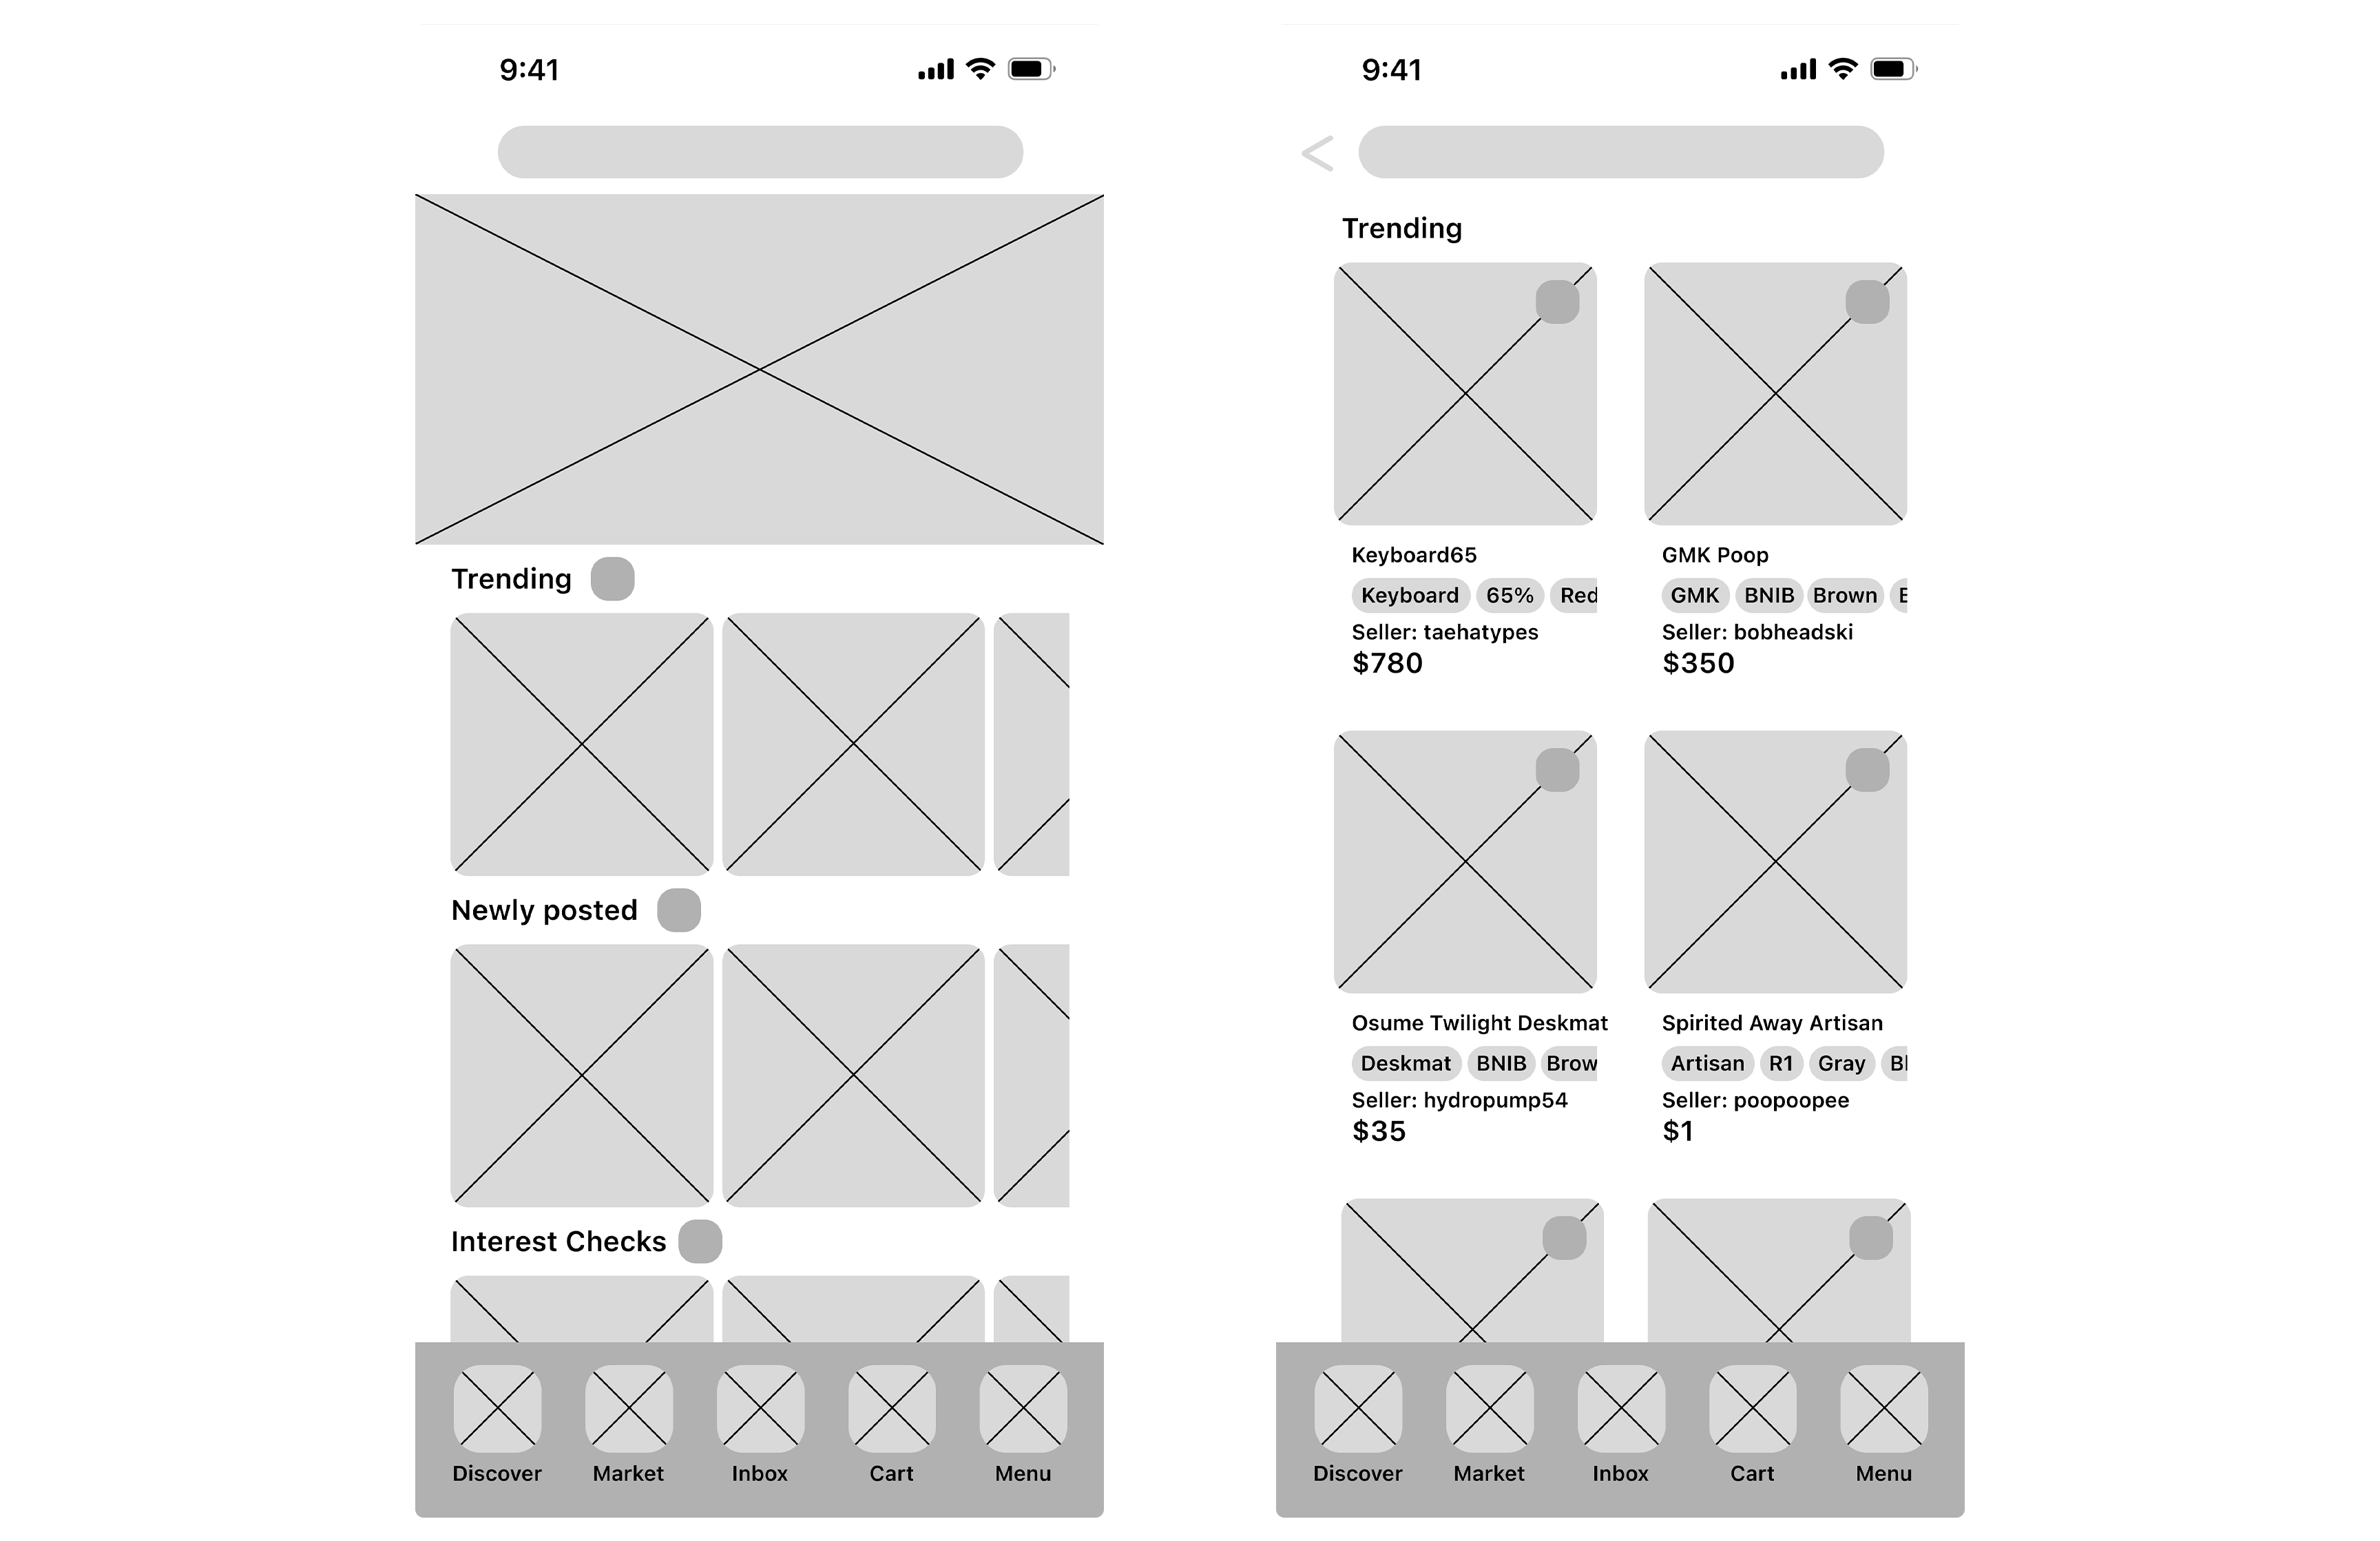 9:41
Trending
Newly posted
Interest Checks
Discover Market Inbox Cart Menu
9:41
<
Trending
Keyboard65
Keyboard 65% Red
Seller: taehatypes
$780
GMK Poop
GMK BNIB Brown
Seller: bobheadski
$350
Osume Twilight Deskmat
Deskmat BNIB Brow
Seller: hydropump54
$35
Spirited Away Artisan
Artisan R1 Gray Bl
Seller: poopoopee
$1
Discover Market Inbox Cart Menu